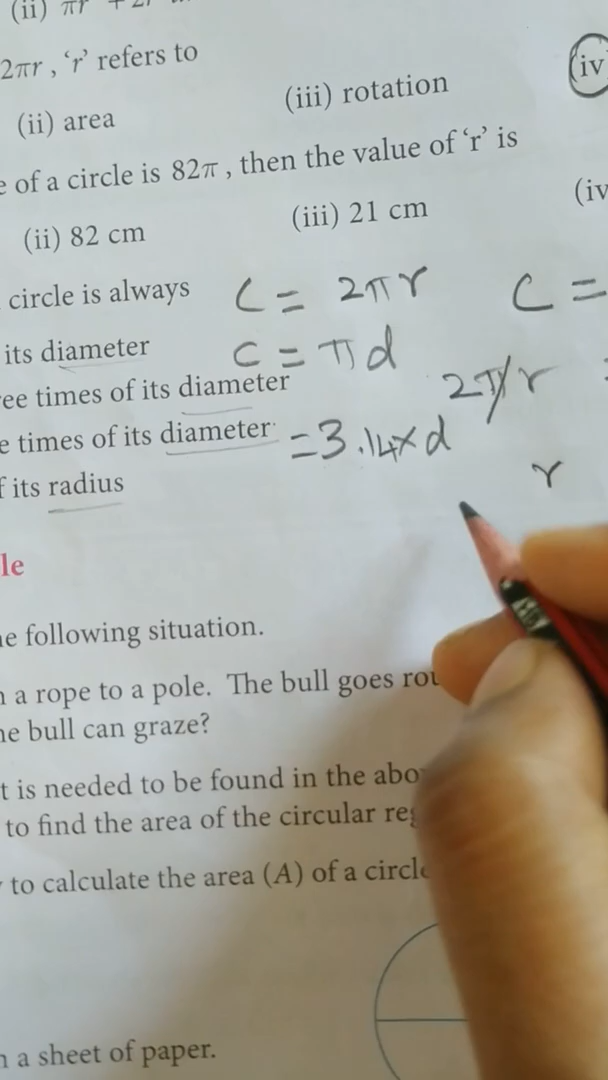 (ii) πr
2πr, ‘r’ refers to
(ii) area (iii) rotation (iv
of a circle is 82π, then the value of ‘r’ is
(ii) 82 cm (iii) 21 cm (iv
circle is always C = 2πr C =
its diameter C = πd
ee times of its diameter 2πr
e times of its diameter = 3.14 × d
f its radius r
le
e following situation.
a rope to a pole. The bull goes rou
e bull can graze?
t is needed to be found in the abo
to find the area of the circular reg
to calculate the area (A) of a circle
a sheet of paper.